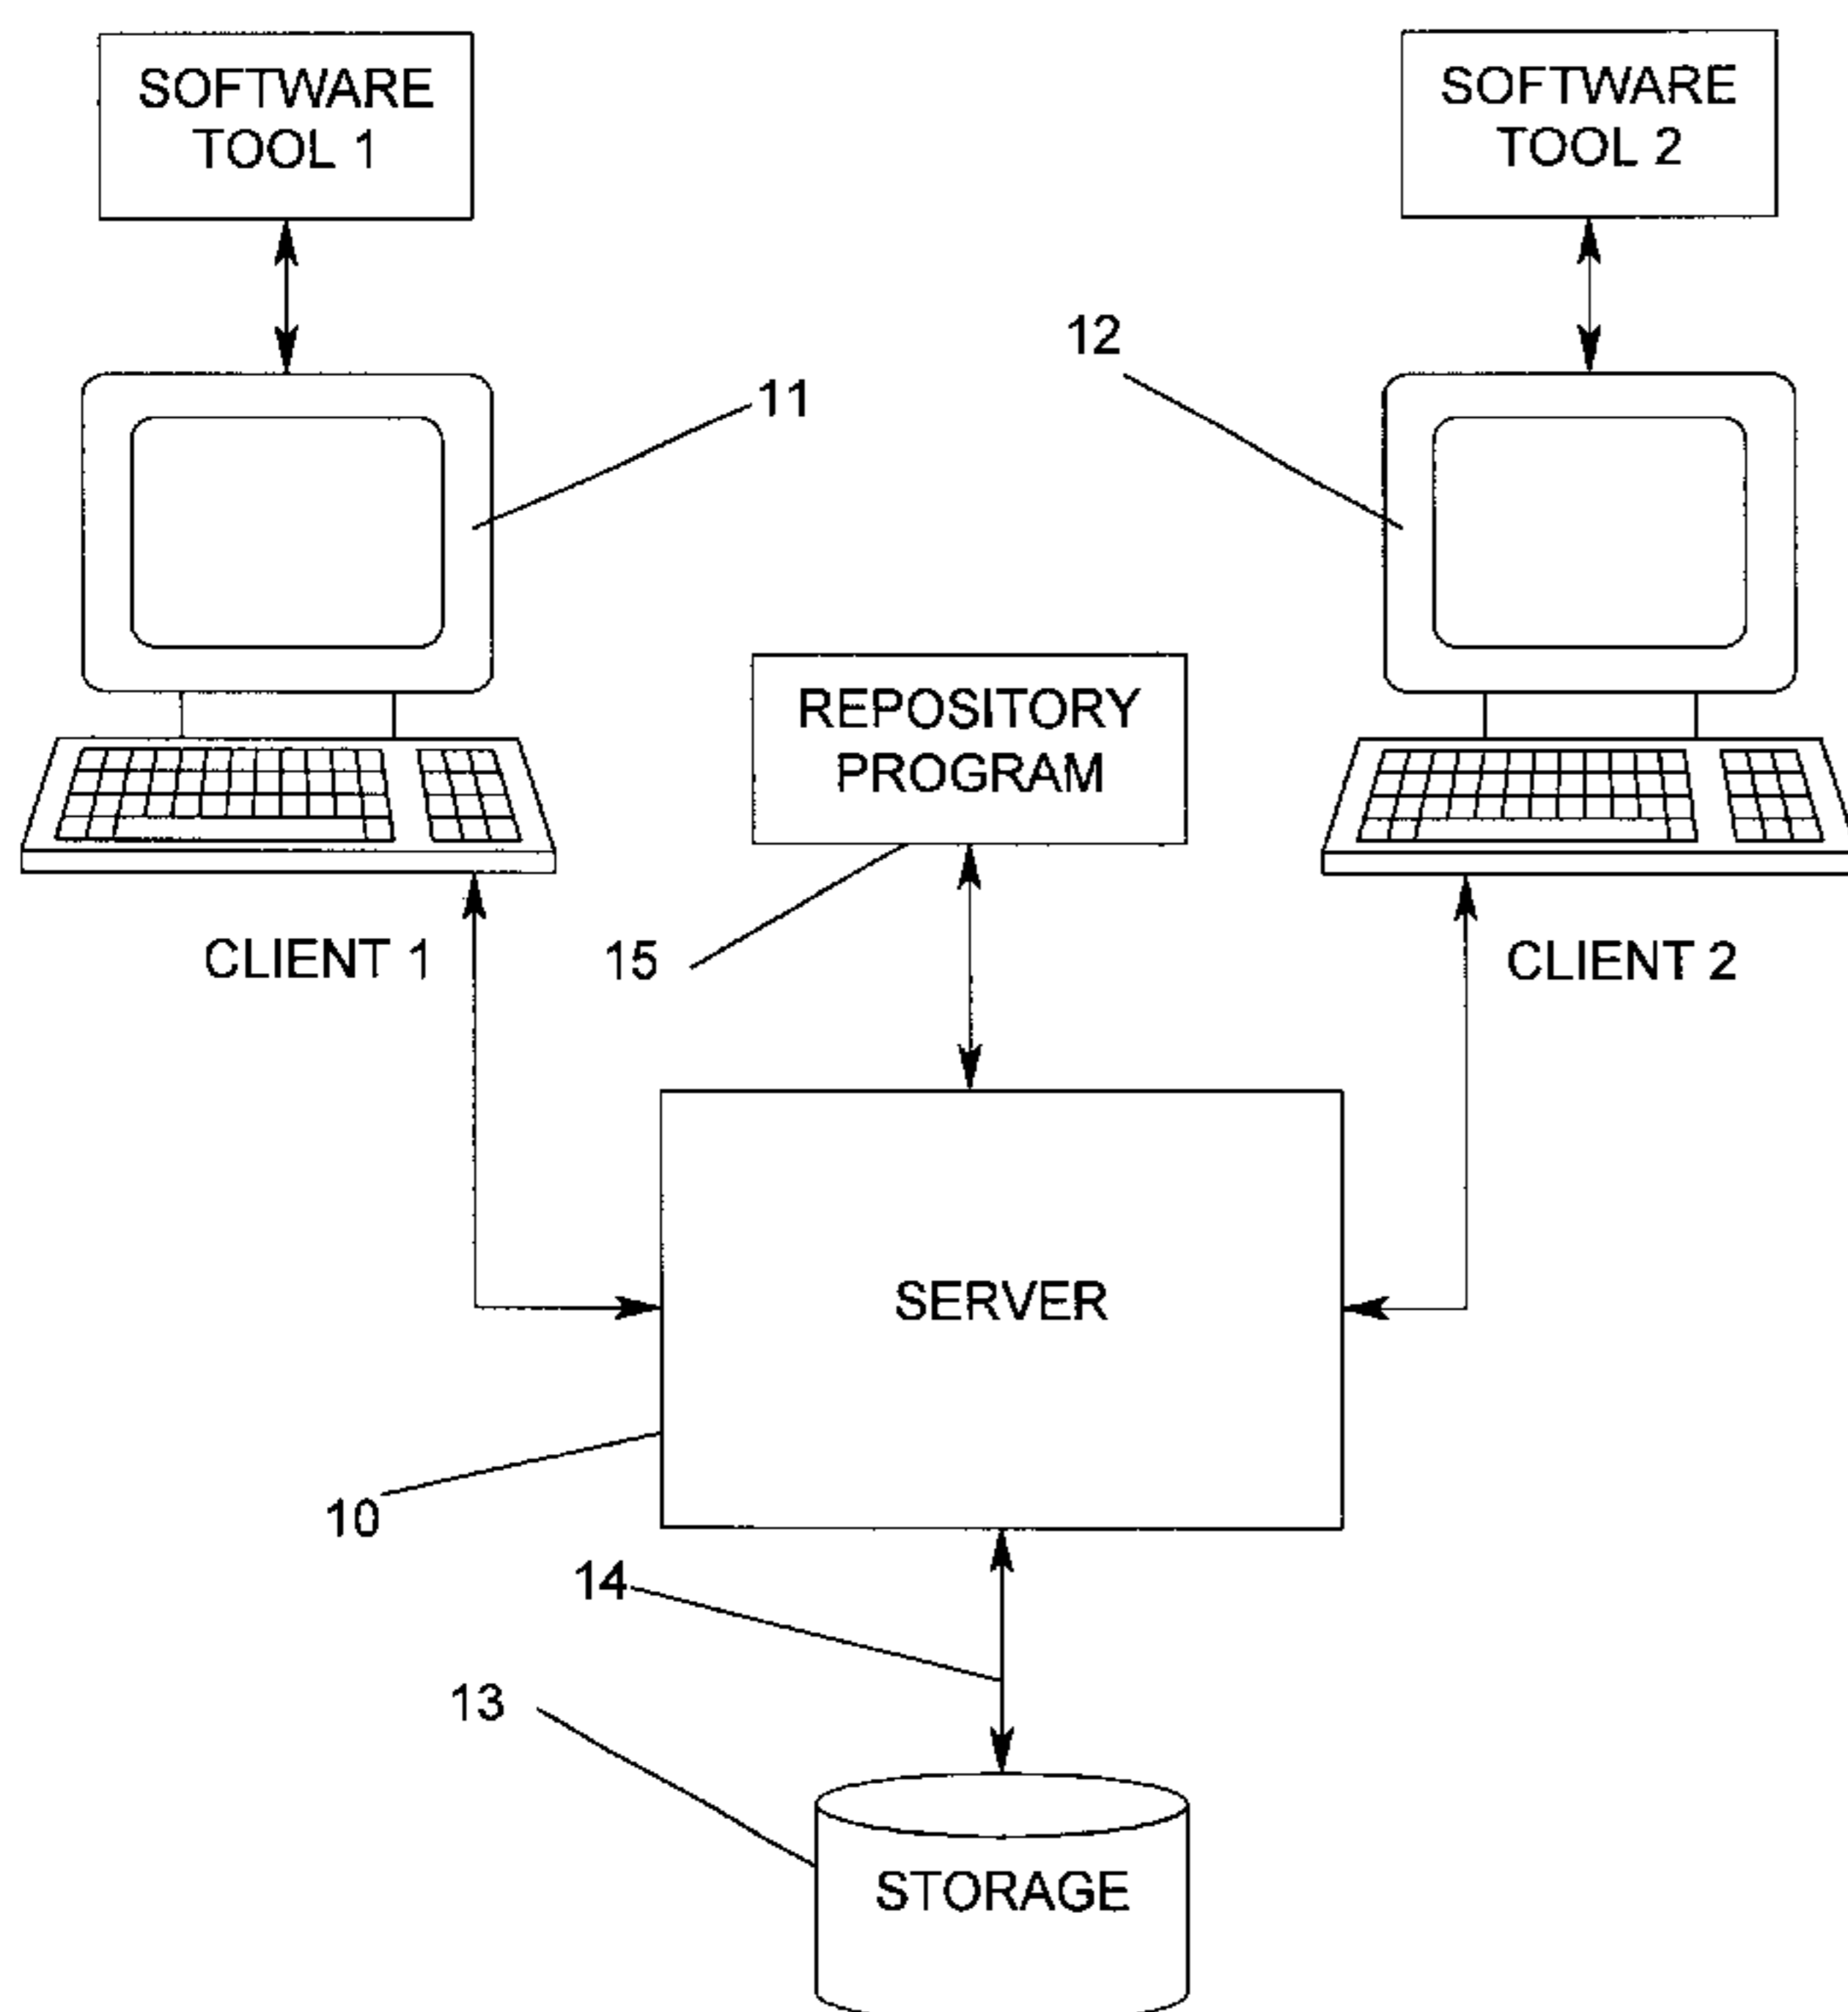 SOFTWARE
TOOL 1
SOFTWARE
TOOL 2
12
11
REPOSITORY
PROGRAM
CLIENT 1
15
CLIENT 2
SERVER
10
14
13
STORAGE